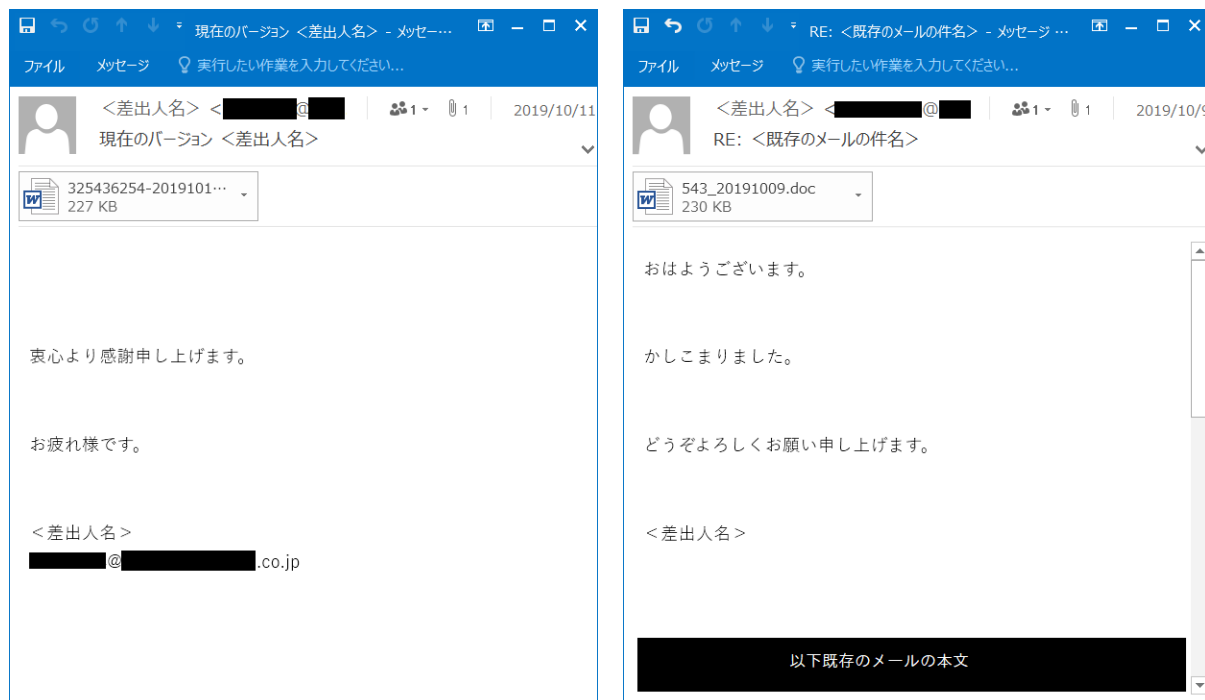 現在のバージョン <差出人名> - メッセー…
ファイル メッセージ 実行したい作業を入力してください...
<差出人名> < @ 1 1 2019/10/11
現在のバージョン <差出人名>
325436254-2019101…
227 KB
衷心より感謝申し上げます。
お疲れ様です。
<差出人名>
@ .co.jp
RE: <既存のメールの件名> - メッセージ …
ファイル メッセージ 実行したい作業を入力してください...
<差出人名> < @ 1 1 2019/10/9
RE: <既存のメールの件名>
543_20191009.doc
230 KB
おはようございます。
かしこまりました。
どうぞよろしくお願い申し上げます。
<差出人名>
以下既存のメールの本文